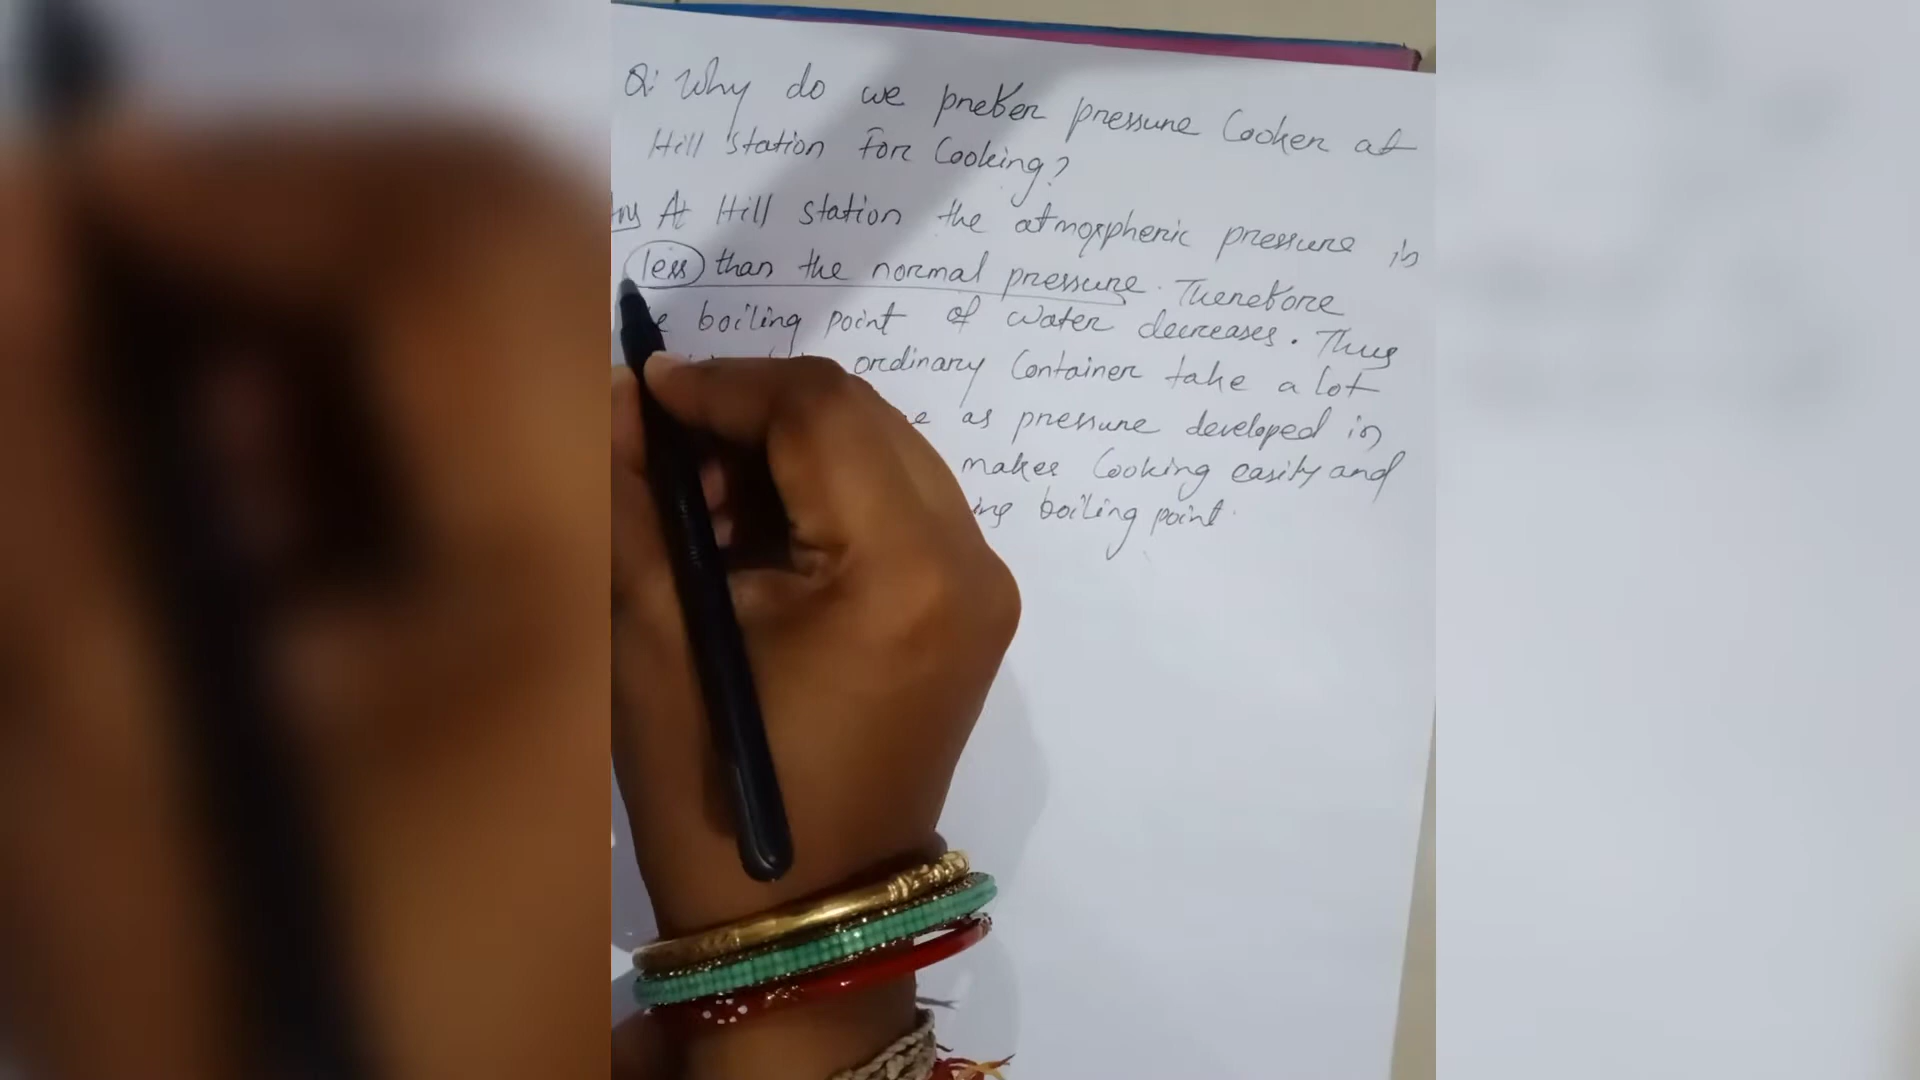 Q: Why do we prefer pressure Cooker at
Hill station For Cooking?
Ans At Hill station the atmospheric pressure is
less than the normal pressure. Therefore
boiling point of water decreases. Thus
ordinary Container take a lot
as pressure developed in
makes Cooking easily and
boiling point.